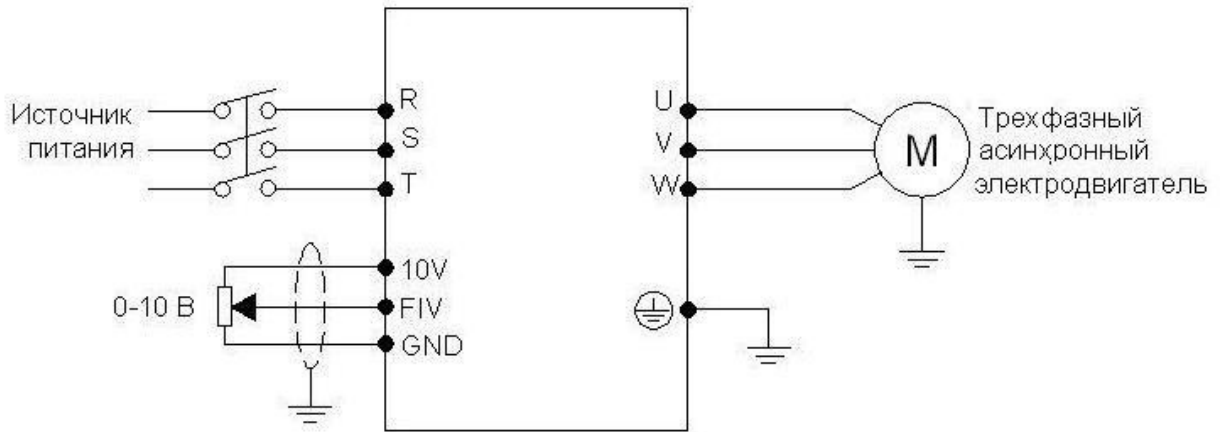 Источник
питания
R
S
T
10V
FIV
GND
0-10 В
U
V
W
M
Трехфазный
асинхронный
электродвигатель